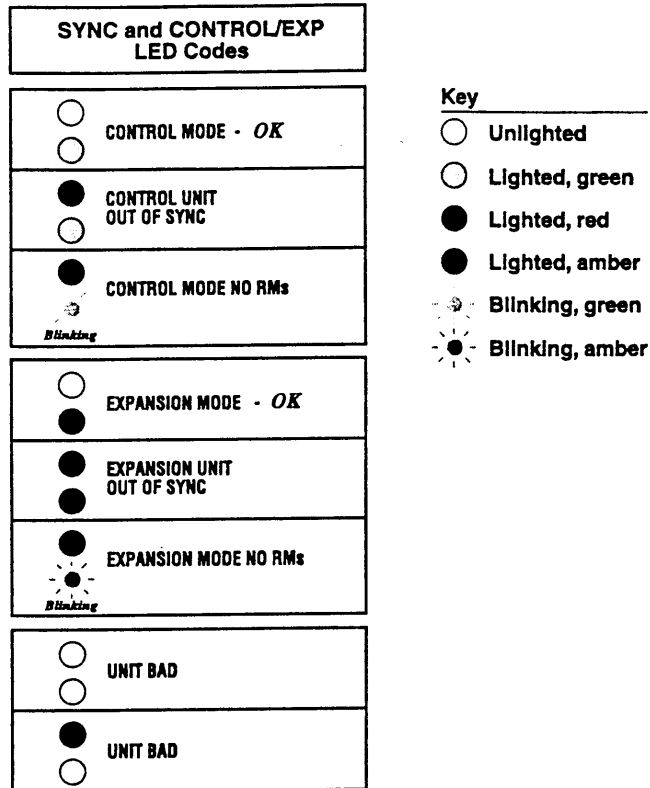 SYNC and CONTROL/EXP
LED Codes
CONTROL MODE - OK
CONTROL UNIT
OUT OF SYNC
CONTROL MODE NO RMs
Blinking
EXPANSION MODE - OK
EXPANSION UNIT
OUT OF SYNC
EXPANSION MODE NO RMs
Blinking
UNIT BAD
UNIT BAD
Key
Unlighted
Lighted, green
Lighted, red
Lighted, amber
Blinking, green
Blinking, amber